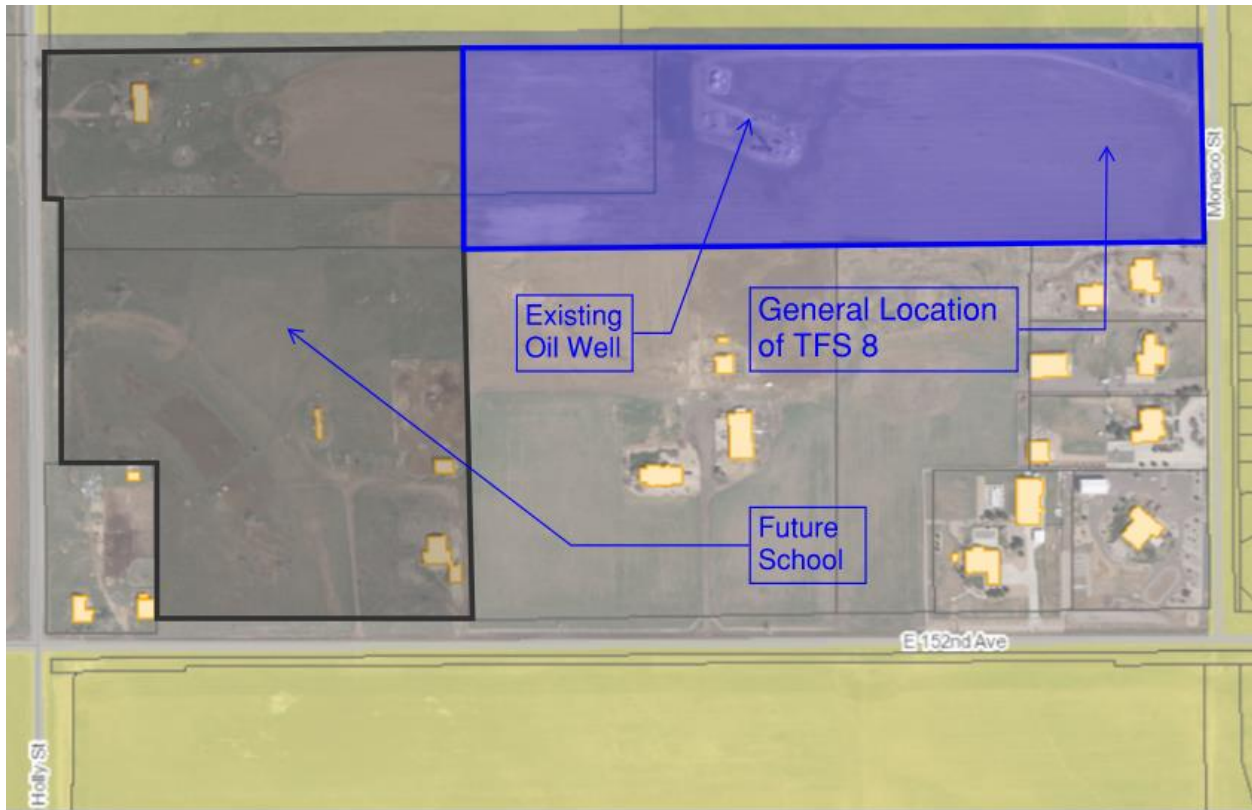 Monaco St
Existing
Oil Well
General Location
of TFS 8
Future
School
E 152nd Ave
Holly St